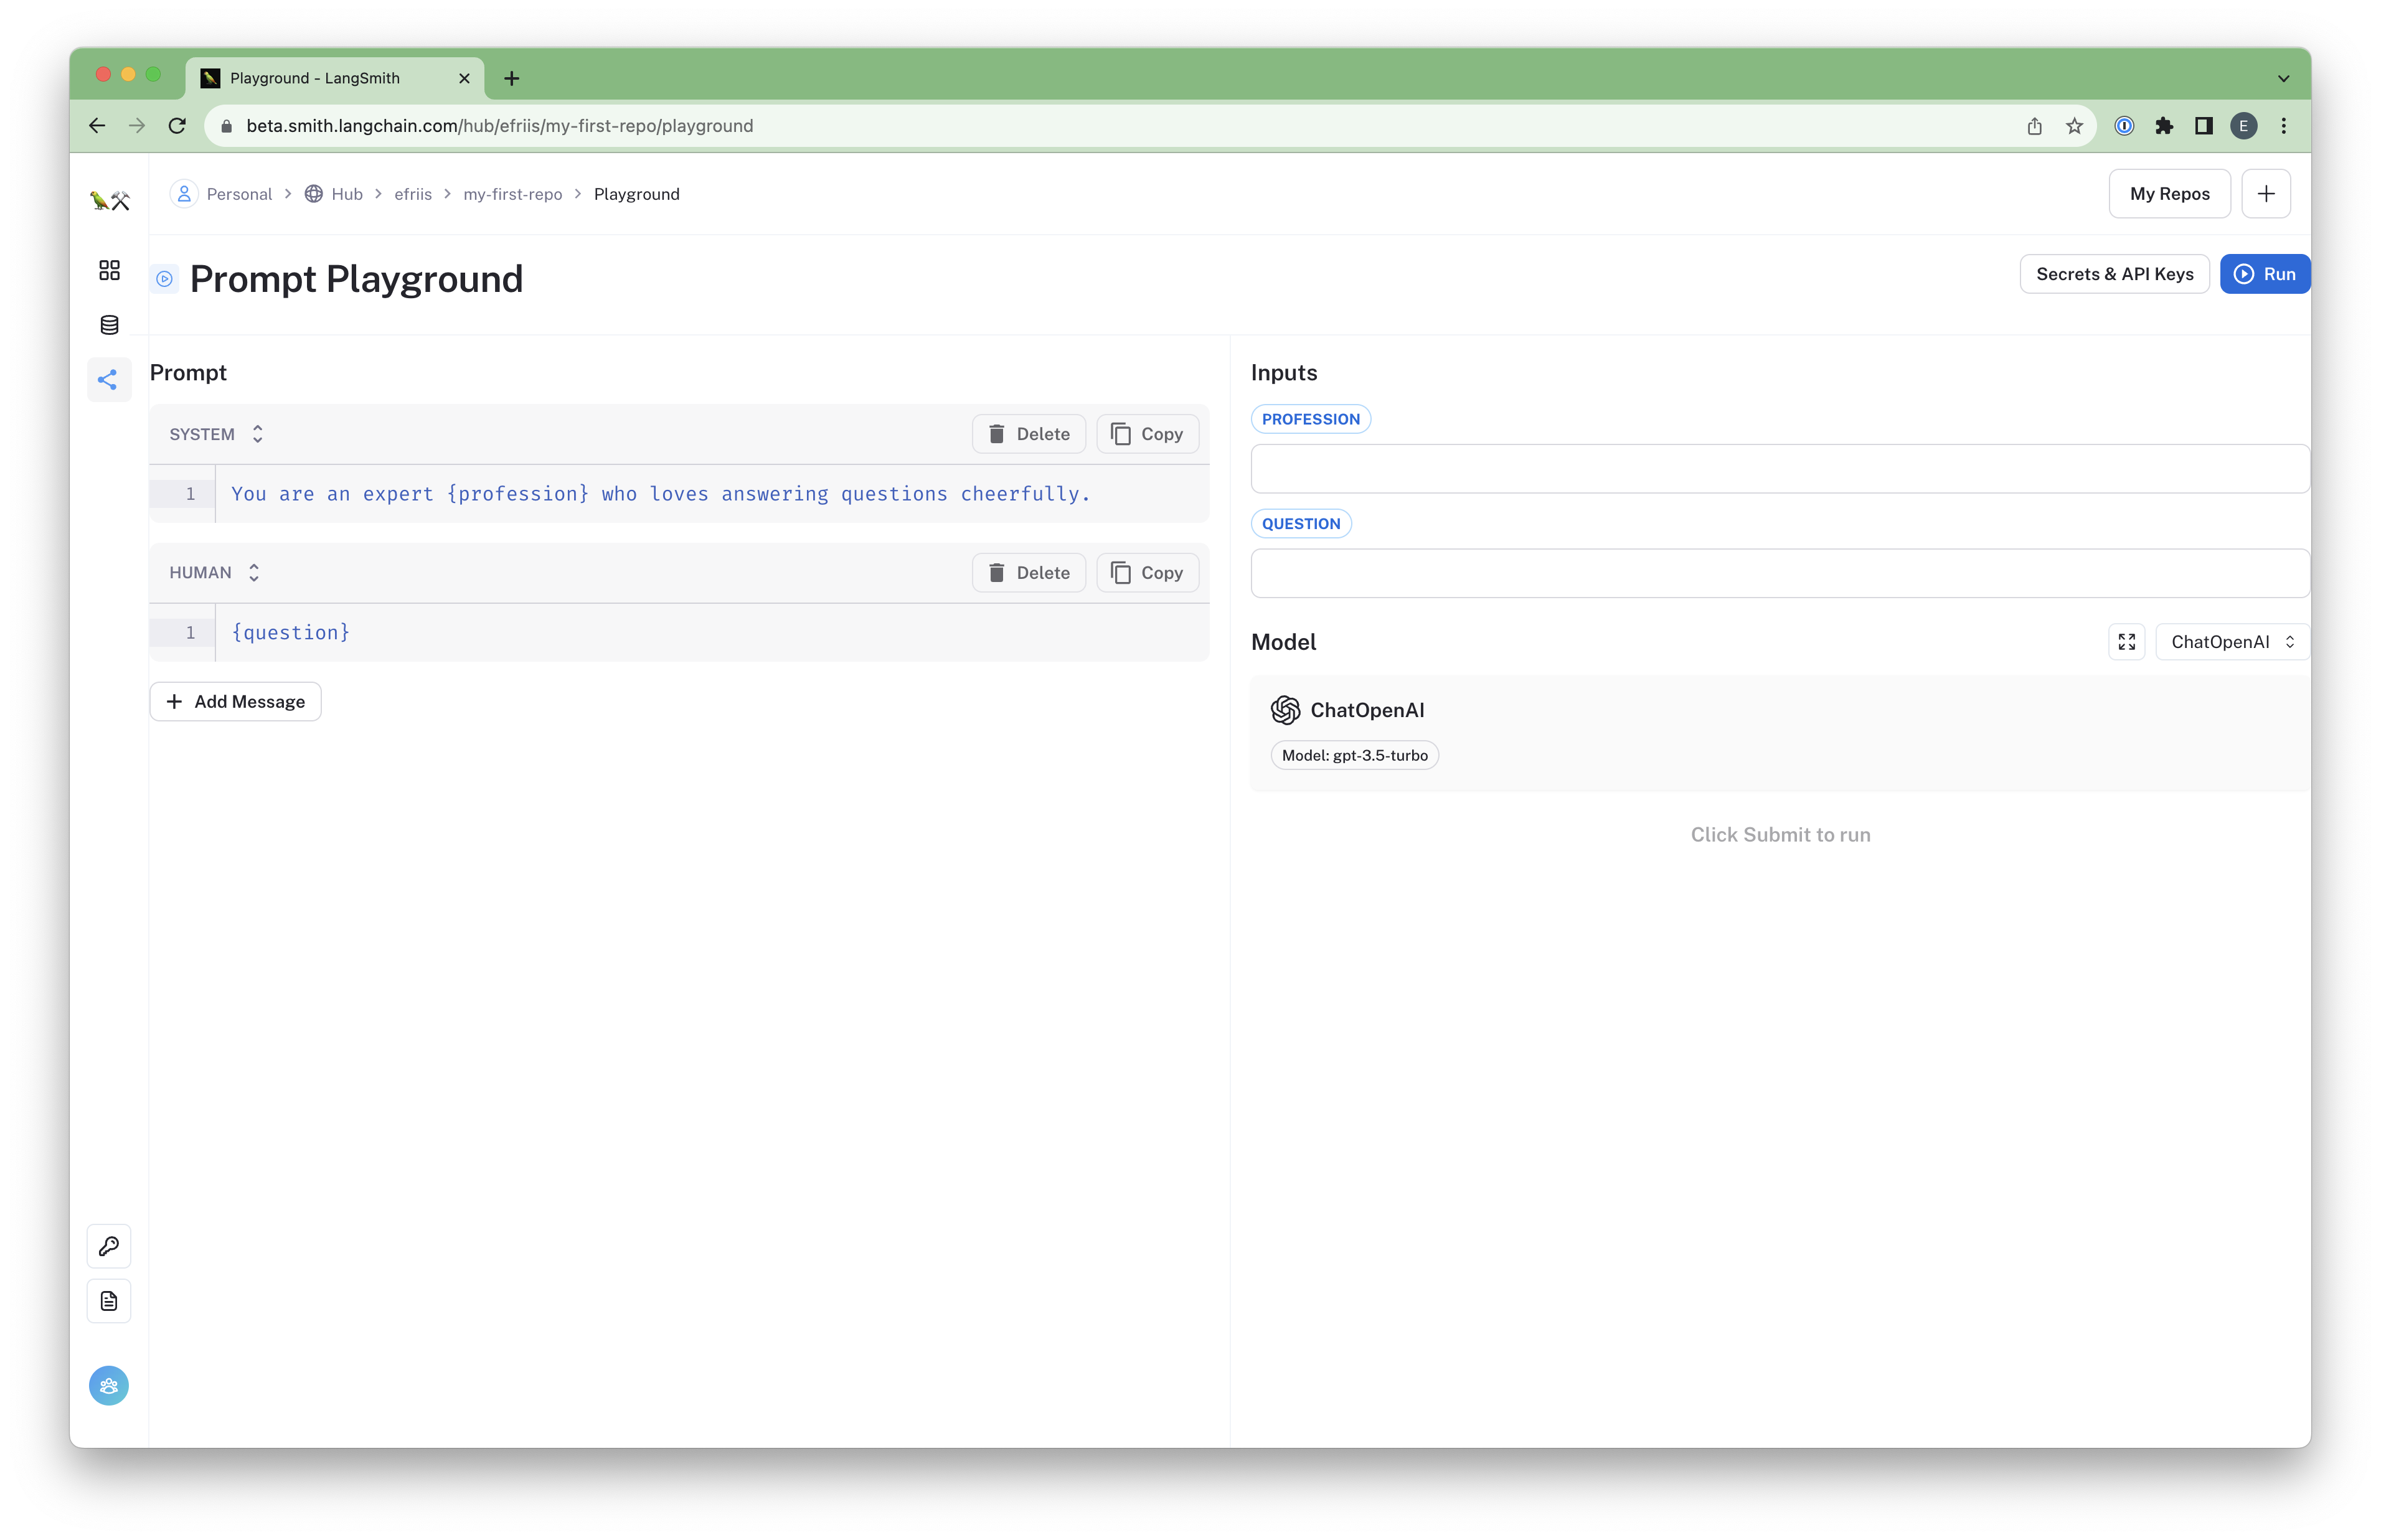 Playground - LangSmith
beta.smith.langchain.com/hub/efriis/my-first-repo/playground
E
Personal > Hub > efriis > my-first-repo > Playground
My Repos
Prompt Playground
Secrets & API Keys
Run
Prompt
SYSTEM
Delete
Copy
1 You are an expert {profession} who loves answering questions cheerfully.
HUMAN
Delete
Copy
1 {question}
+ Add Message
Inputs
PROFESSION
QUESTION
Model
ChatOpenAI
ChatOpenAI
Model: gpt-3.5-turbo
Click Submit to run